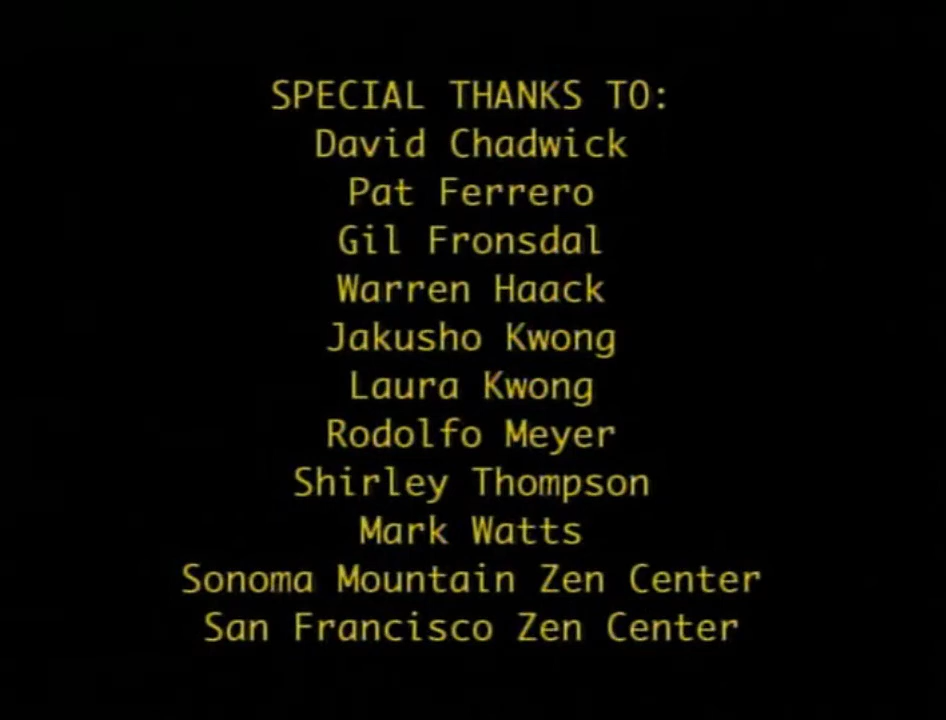 SPECIAL THANKS TO:
David Chadwick
Pat Ferrero
Gil Fronsdal
Warren Haack
Jakusho Kwong
Laura Kwong
Rodolfo Meyer
Shirley Thompson
Mark Watts
Sonoma Mountain Zen Center
San Francisco Zen Center